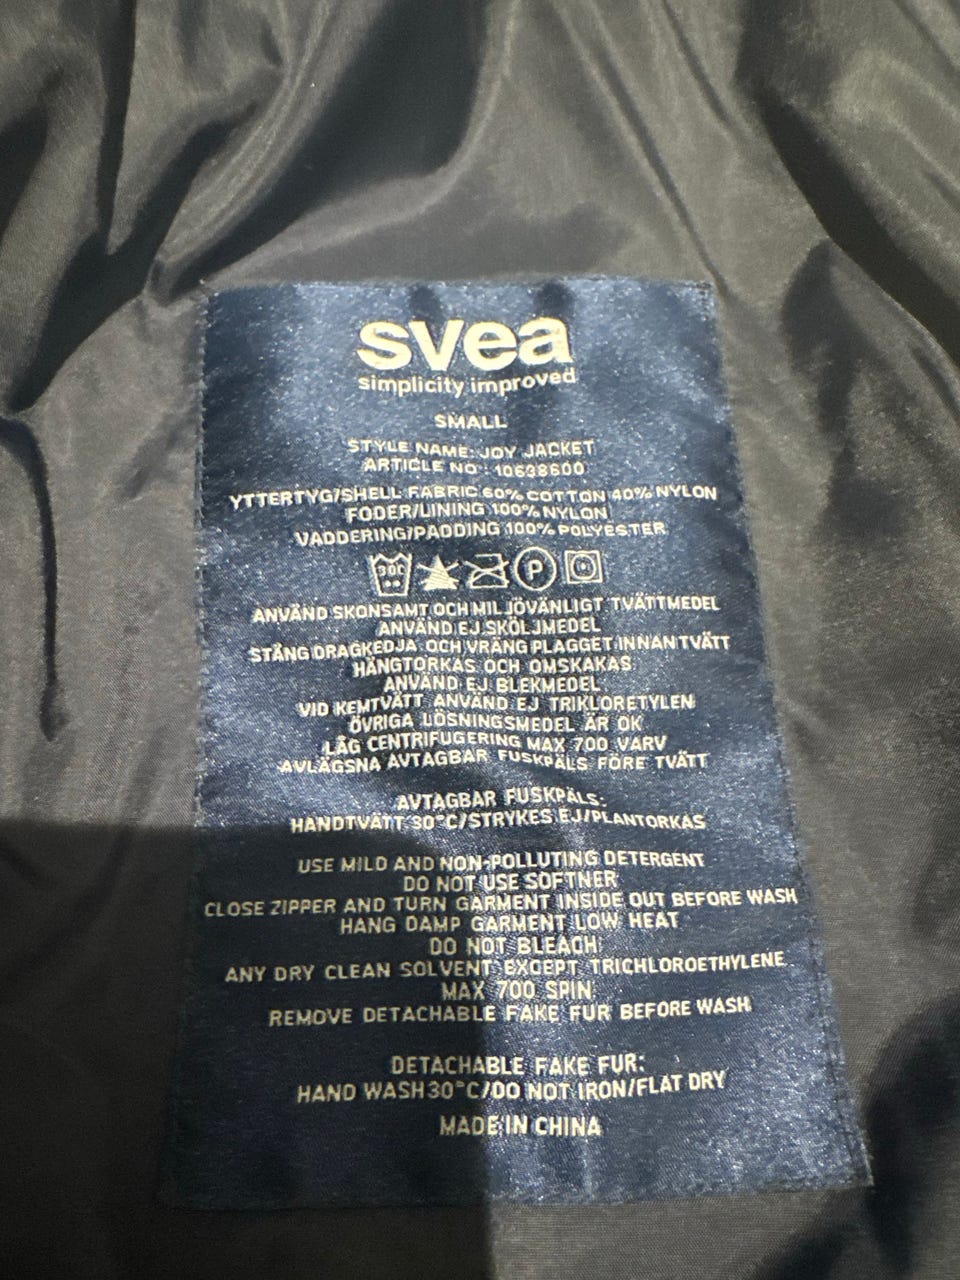 svea
simplicity improved
SMALL
STYLE NAME: JOY JACKET
ARTICLE NO: 10638600
YTTERTYG/SHELL FABRIC 60% COTTON 40% NYLON
FODER/LINING 100% NYLON
VADDERING/PADDING 100% POLYESTER
30C P
ANVÄND SKONSAMT OCH MILJÖVÄNLIGT TVÄTTMEDEL
ANVÄND EJ SKÖLJMEDEL
STÄNG DRAGKEDJA OCH VRÄNG PLAGGET INNAN TVÄTT
HÄNGTORKAS OCH OMSKAKAS
ANVÄND EJ BLEKMEDEL
VID KEMTVÄTT ANVÄND EJ TRIKLORETYLEN
ÖVRIGA LÖSNINGSMEDEL ÄR OK
LÅG CENTRIFUGERING MAX 700 VARV
AVLÄGSNA AVTAGBAR FUSKPÄLS FÖRE TVÄTT
AVTAGBAR FUSKPÄLS:
HANDTVÄTT 30°C/STRYKES EJ/PLANTORKAS
USE MILD AND NON-POLLUTING DETERGENT
DO NOT USE SOFTNER
CLOSE ZIPPER AND TURN GARMENT INSIDE OUT BEFORE WASH
HANG DAMP GARMENT LOW HEAT
DO NOT BLEACH
ANY DRY CLEAN SOLVENT EXCEPT TRICHLOROETHYLENE
MAX 700 SPIN
REMOVE DETACHABLE FAKE FUR BEFORE WASH
DETACHABLE FAKE FUR:
HAND WASH 30°C/DO NOT IRON/FLAT DRY
MADE IN CHINA